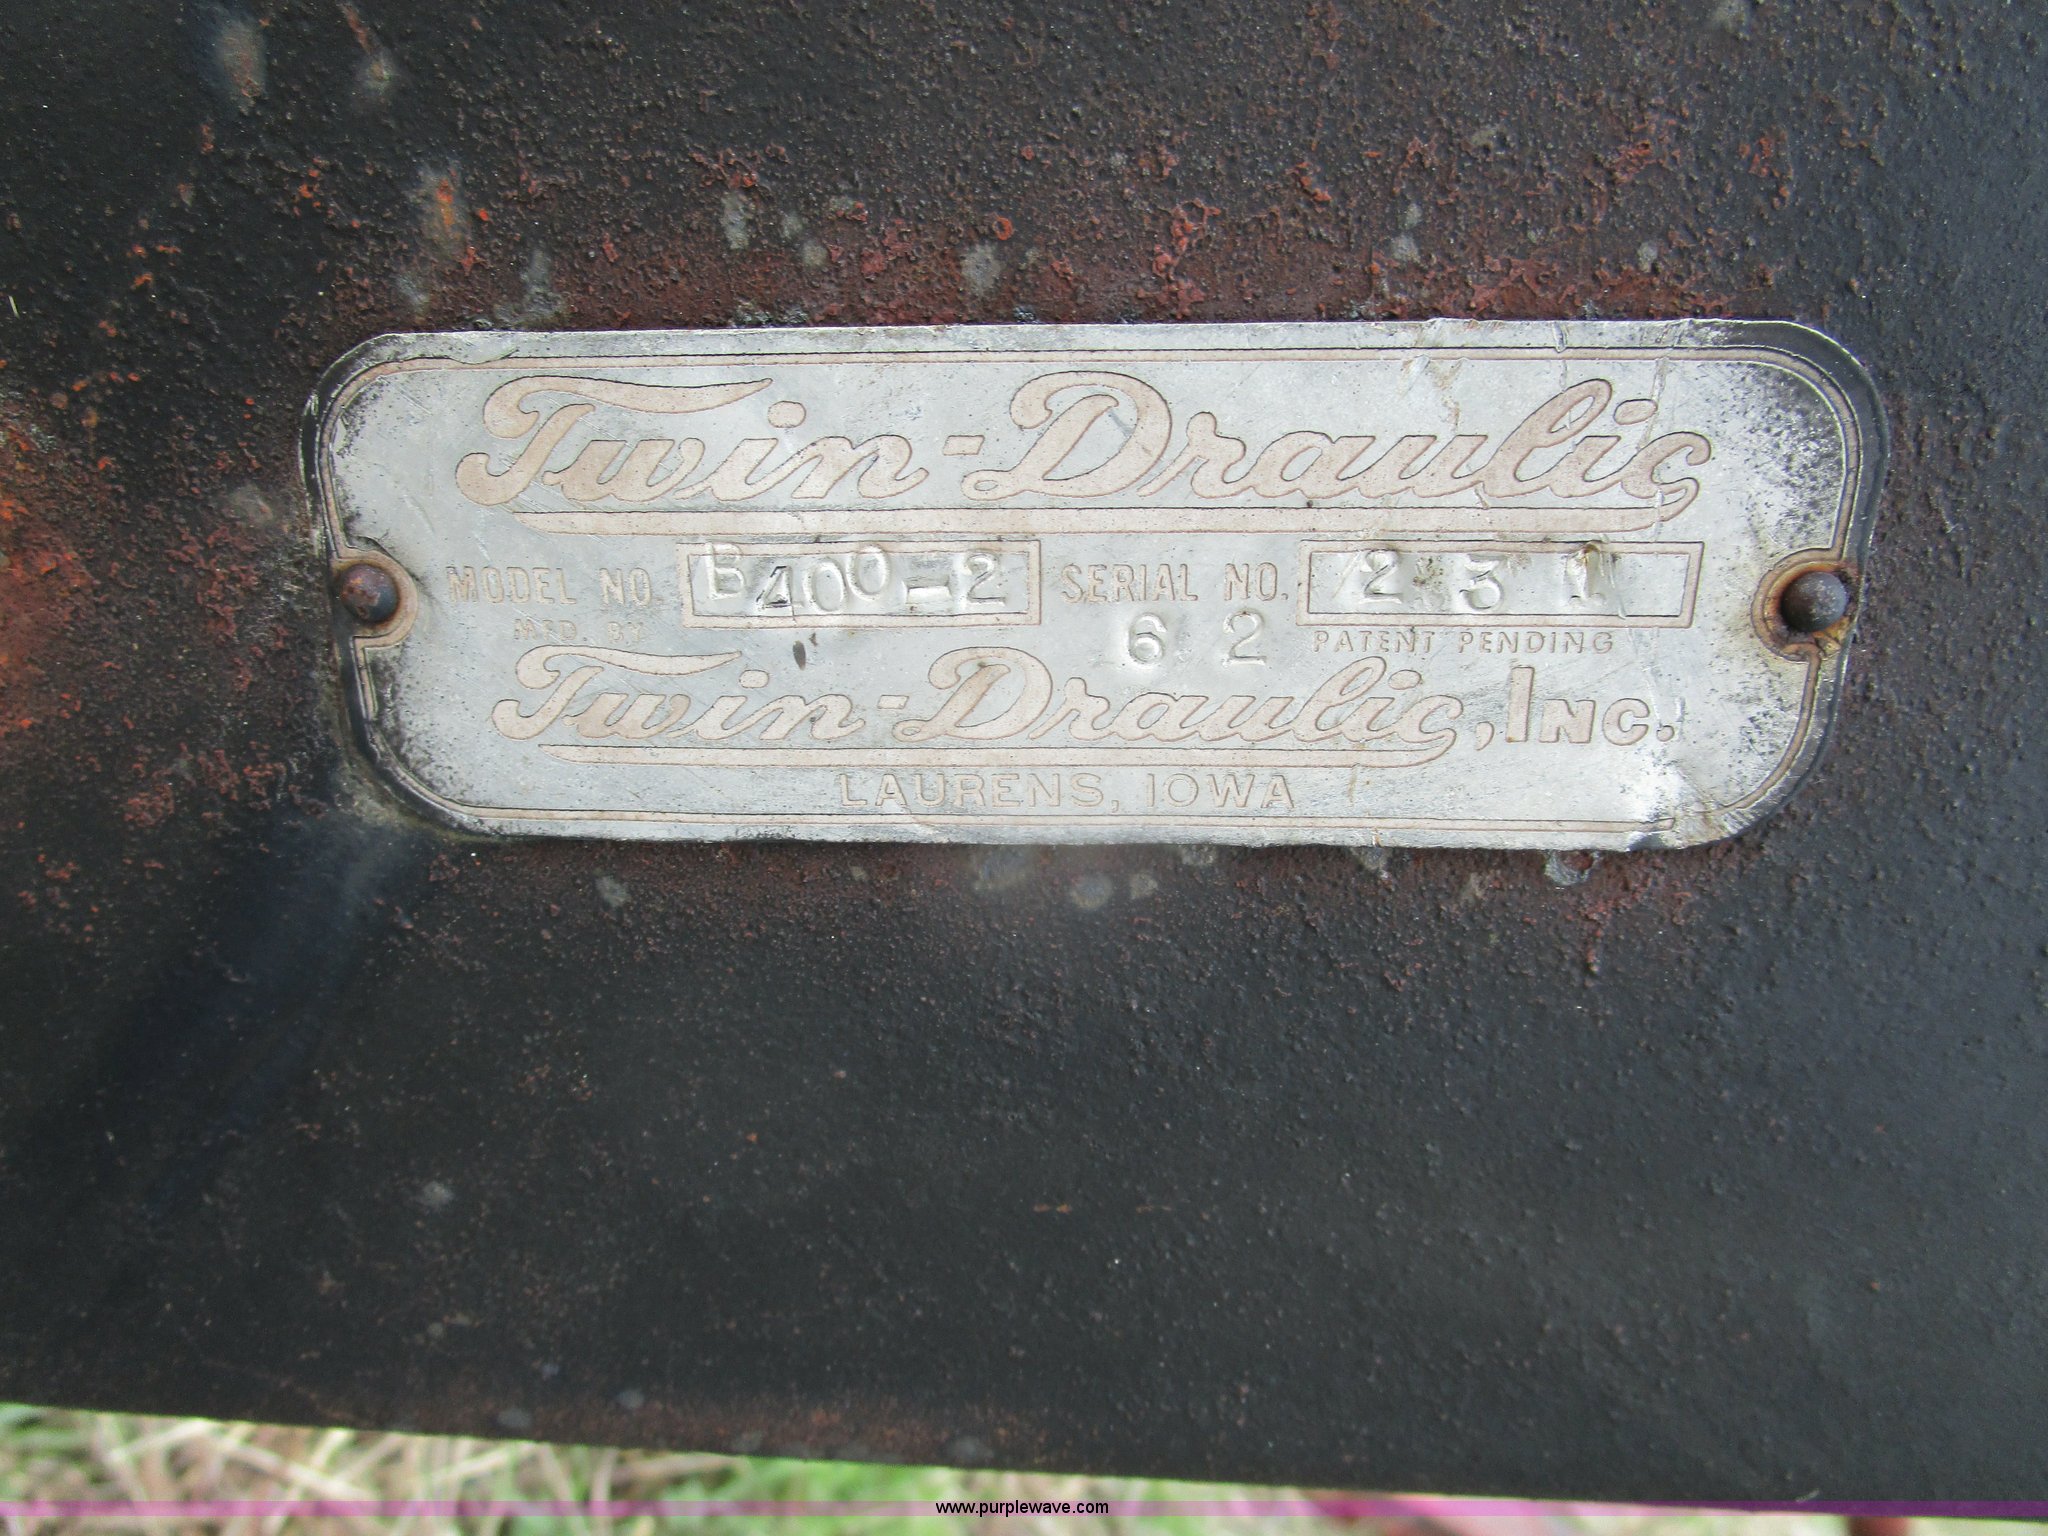 Twin-Draulic
MODEL NO. B400-2 SERIAL NO. 231
MFD. BY 62 PATENT PENDING
Twin-Draulic, INC.
LAURENS, IOWA
www.purplewave.com